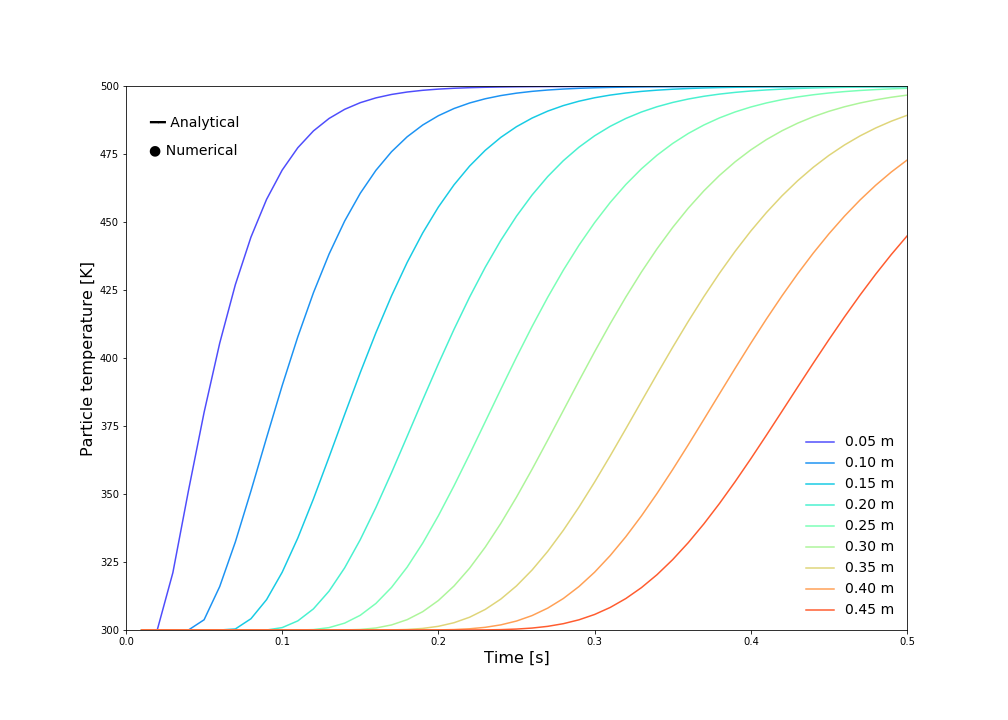 500
475
450
425
400
375
350
325
300
Particle temperature [K]
Analytical
Numerical
0.05 m
0.10 m
0.15 m
0.20 m
0.25 m
0.30 m
0.35 m
0.40 m
0.45 m
0.0
0.1
0.2
0.3
0.4
0.5
Time [s]